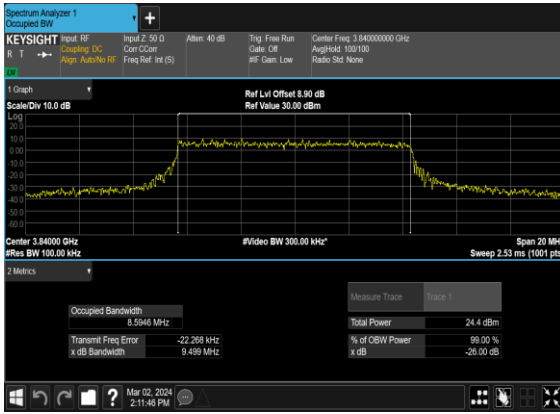 Spectrum Analyzer 1
Occupied BW
+
KEYSIGHT Input: RF Input Z: 50 Ω Atten: 40 dB Trig: Free Run Center Freq: 3.840000000 GHz
R T Coupling: DC Corr CCorr Gate: Off Avg|Hold: 100/100
Align: Auto/No RF Freq Ref: Int (S) #IF Gain: Low Radio Std: None
LXI
1 Graph
Scale/Div 10.0 dB Ref Lvl Offset 8.90 dB
Ref Value 30.00 dBm
Log
20.0
10.0
0.00
-10.0
-20.0
-30.0
-40.0
-50.0
-60.0
Center 3.84000 GHz #Video BW 300.00 kHz* Span 20 MH
#Res BW 100.00 kHz Sweep 2.53 ms (1001 pts
2 Metrics
Measure Trace Trace 1
Occupied Bandwidth
8.5946 MHz
Total Power 24.4 dBm
Transmit Freq Error -22.268 kHz % of OBW Power 99.00 %
x dB Bandwidth 9.499 MHz x dB -26.00 dB
?
Mar 02, 2024
2:11:46 PM